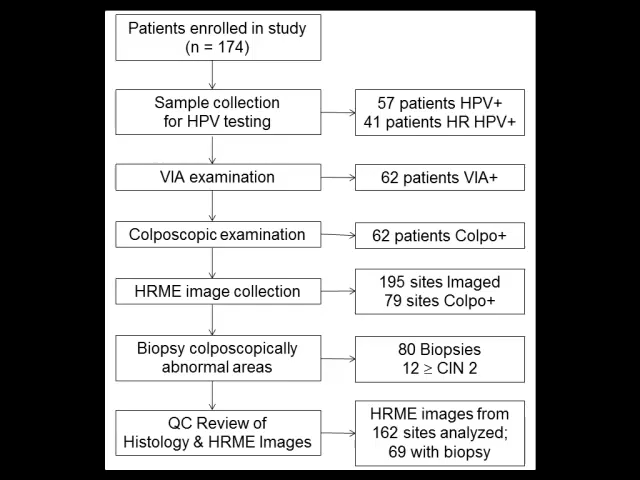 Patients enrolled in study
(n = 174)
Sample collection
for HPV testing
57 patients HPV+
41 patients HR HPV+
VIA examination
62 patients VIA+
Colposcopic examination
62 patients Colpo+
HRME image collection
195 sites Imaged
79 sites Colpo+
Biopsy colposcopically
abnormal areas
80 Biopsies
12 ≥ CIN 2
QC Review of
Histology & HRME Images
HRME images from
162 sites analyzed;
69 with biopsy